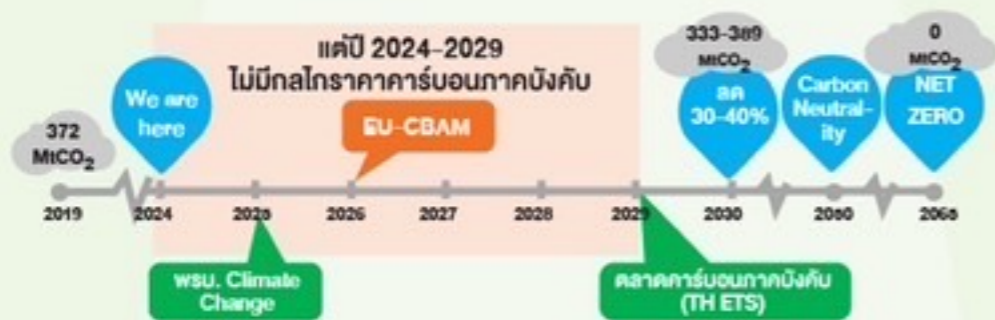 แต่ปี 2024-2029
ไม่มีกลไกราคาคาร์บอนภาคบังคับ
333-389
MtCO2
0
MtCO2
We are
here
EU-CBAM
ลด
30-40%
Carbon
Neutral-
ity
NET
ZERO
372
MtCO2
2019
2024
2025
2026
2027
2028
2029
2030
2050
2065
พรบ. Climate
Change
ตลาดคาร์บอนภาคบังคับ
(TH ETS)